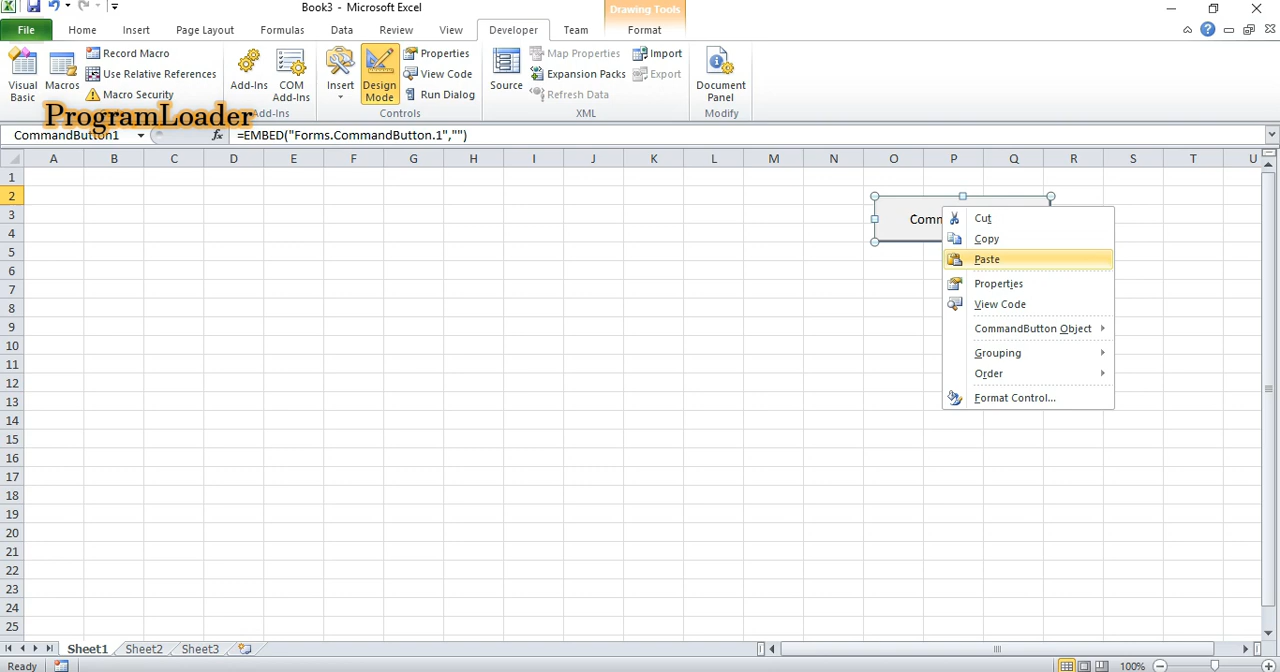 Book3 - Microsoft Excel
Drawing Tools
File Home Insert Page Layout Formulas Data Review View Developer Team Format
Visual Basic
Macros
Record Macro
Use Relative References
Macro Security
Add-Ins
COM Add-Ins
Add-Ins
Insert
Design Mode
Properties
View Code
Run Dialog
Controls
Source
Map Properties
Expansion Packs
Refresh Data
Import
Export
XML
Document Panel
Modify
ProgramLoader
CommandButton1 fx =EMBED("Forms.CommandButton.1","")
A B C D E F G H I J K L M N O P Q R S T U
1
2
3
4
5
6
7
8
9
10
11
12
13
14
15
16
17
18
19
20
21
22
23
24
25
Comm
Cut
Copy
Paste
Properties
View Code
CommandButton Object
Grouping
Order
Format Control...
Sheet1 Sheet2 Sheet3
Ready 100%